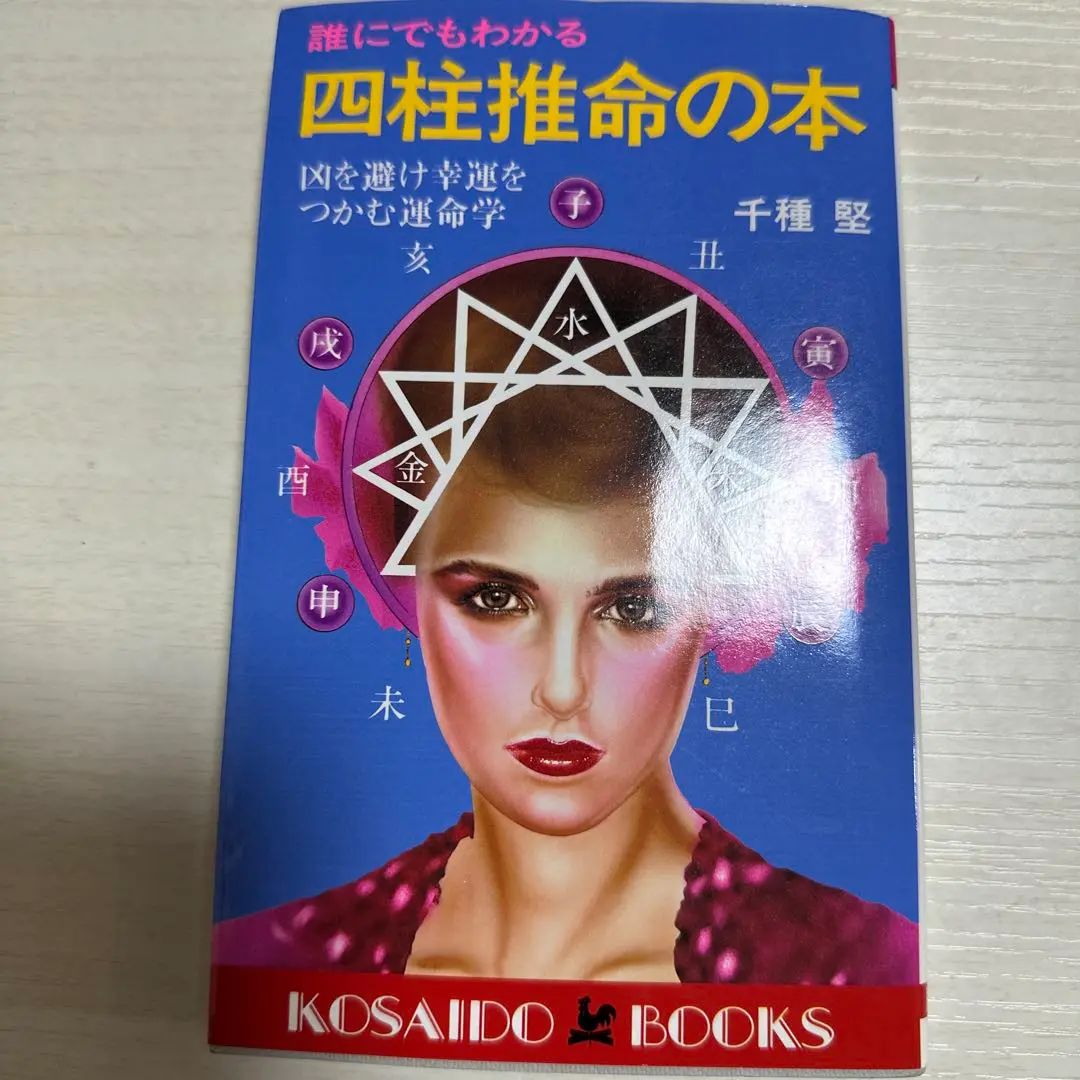 誰にでもわかる
四柱推命の本
凶を避け幸運を
つかむ運命学
千種 堅
子
亥
丑
水
戌
寅
金
酉
申
未
巳
KOSAIDO BOOKS